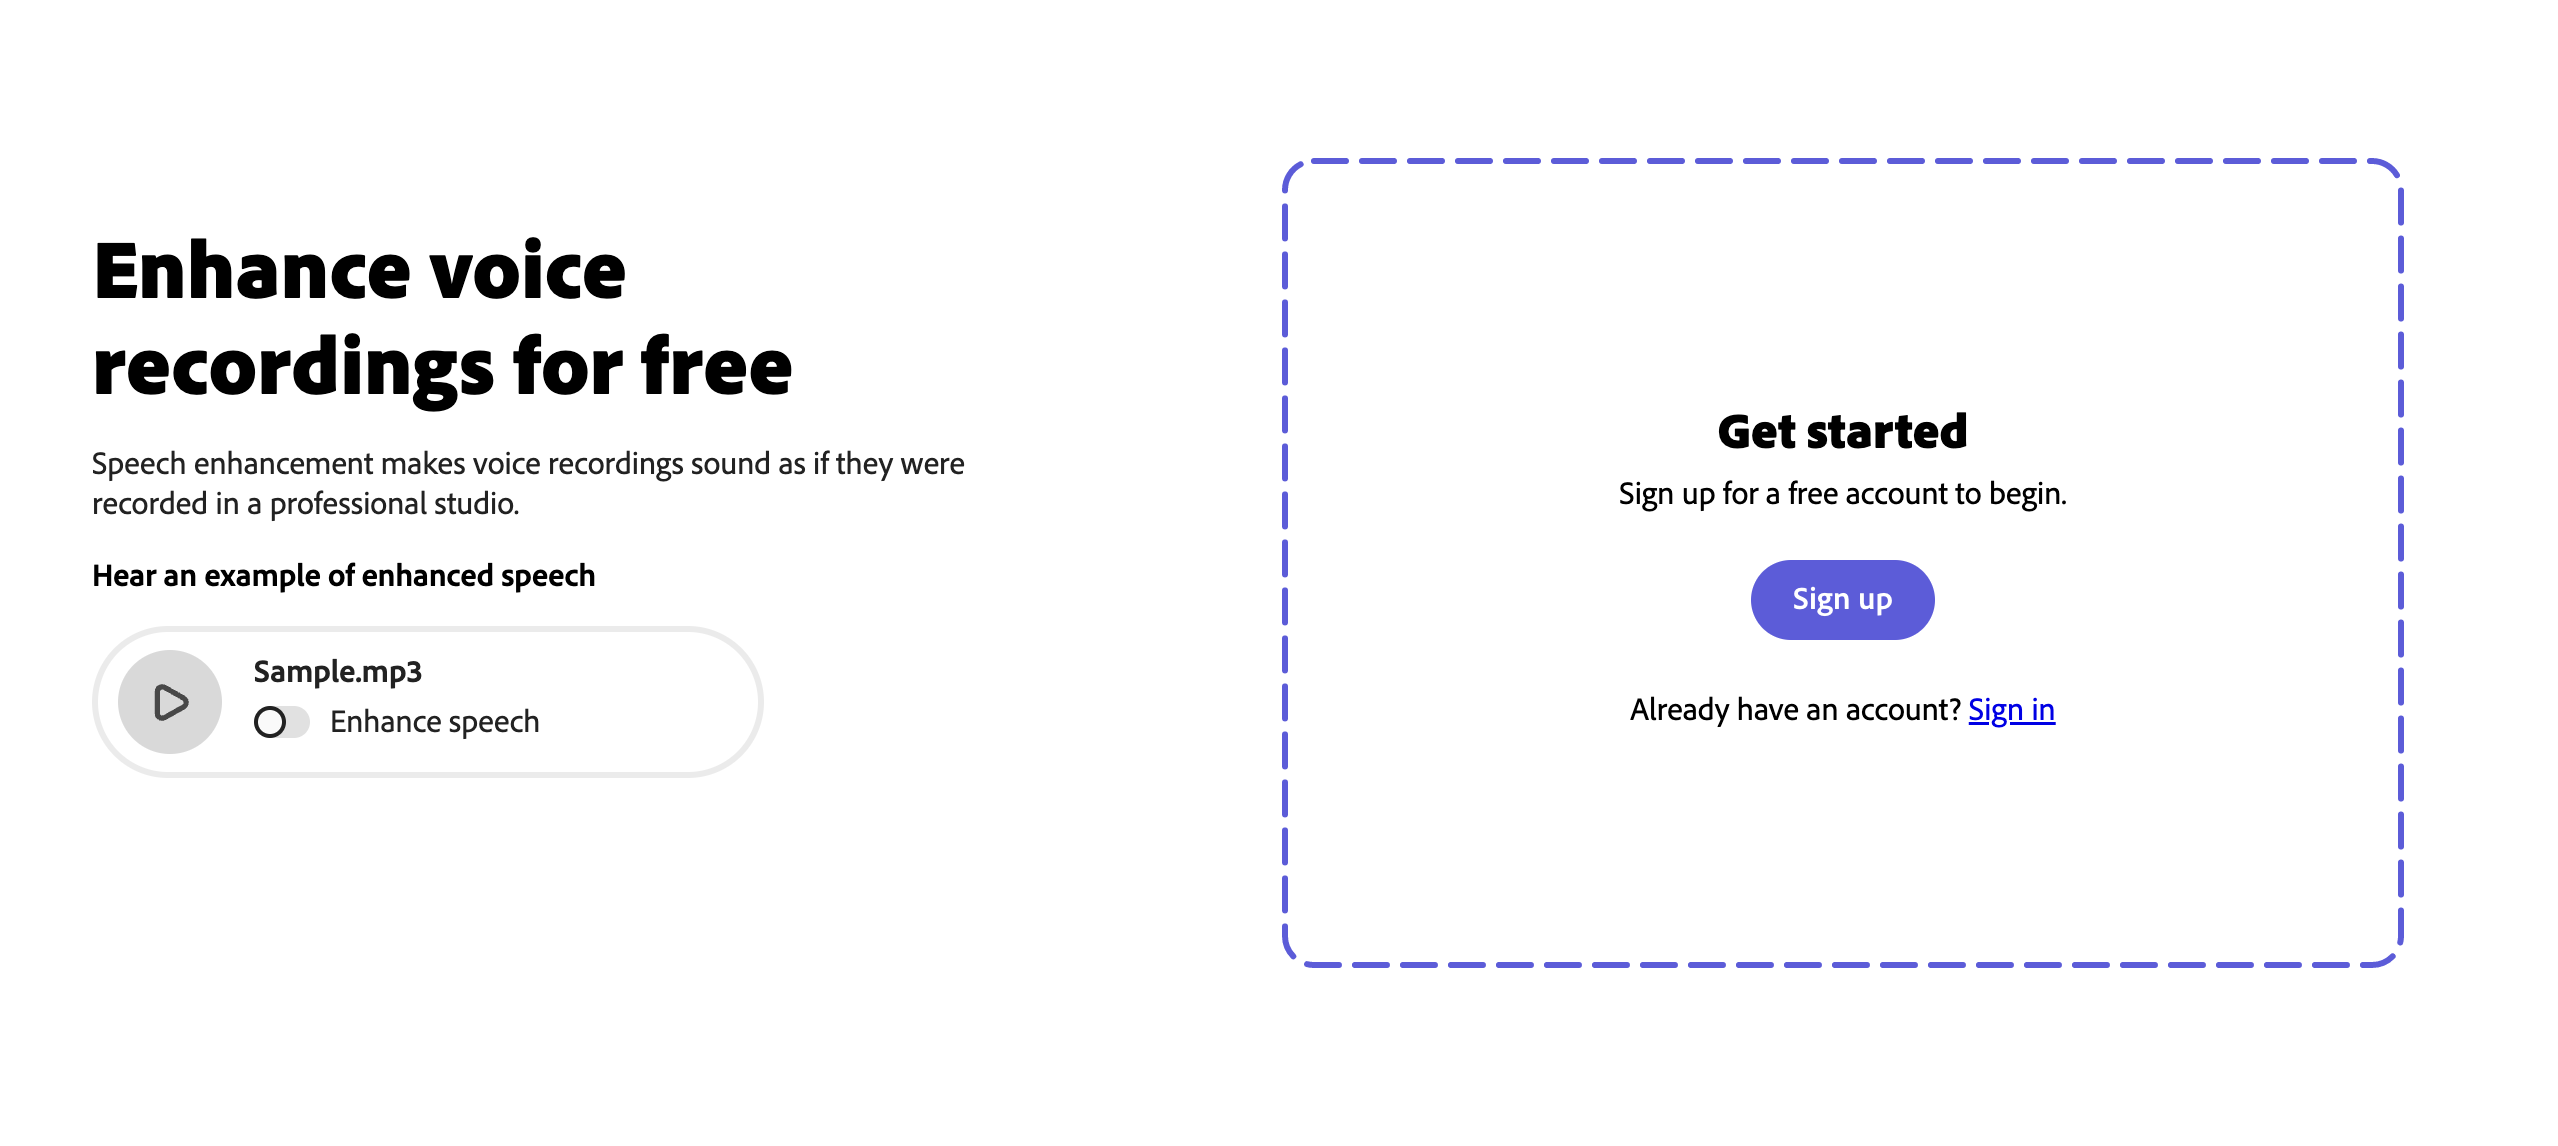 Enhance voice
recordings for free
Speech enhancement makes voice recordings sound as if they were
recorded in a professional studio.
Hear an example of enhanced speech
Sample.mp3
Enhance speech
Get started
Sign up for a free account to begin.
Sign up
Already have an account? Sign in